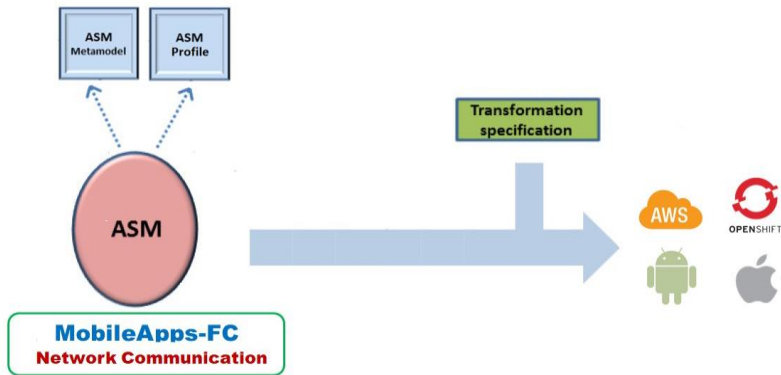 ASM
Metamodel
ASM
Profile
Transformation
specification
ASM
AWS
OPENSHIFT
MobileApps-FC
Network Communication